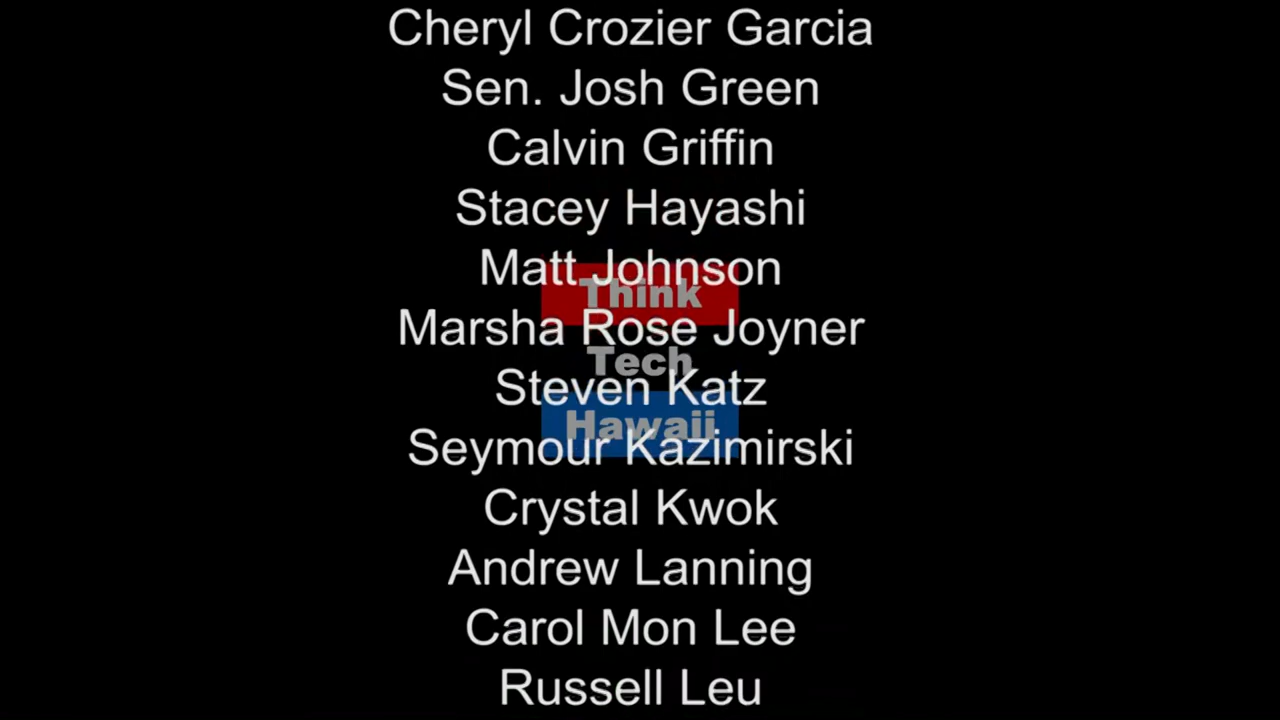 Cheryl Crozier Garcia
Sen. Josh Green
Calvin Griffin
Stacey Hayashi
Matt Johnson
Think
Marsha Rose Joyner
Tech
Steven Katz
Hawaii
Seymour Kazimirski
Crystal Kwok
Andrew Lanning
Carol Mon Lee
Russell Leu